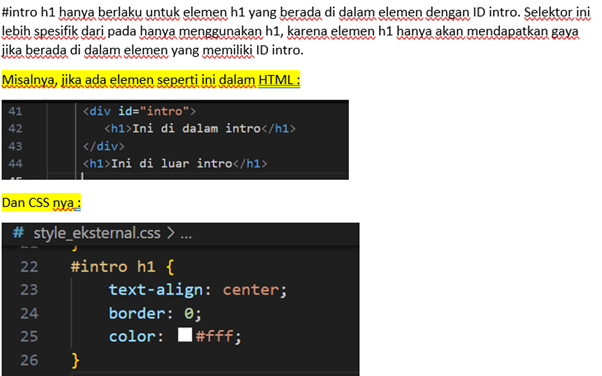 #intro h1 hanya berlaku untuk elemen h1 yang berada di dalam elemen dengan ID intro. Selektor ini
lebih spesifik dari pada hanya menggunakan h1, karena elemen h1 hanya akan mendapatkan gaya
jika berada di dalam elemen yang memiliki ID intro.
Misalnya, jika ada elemen seperti ini dalam HTML :
41 <div id="intro">
42 <h1>Ini di dalam intro</h1>
43 </div>
44 <h1>Ini di luar intro</h1>
Dan CSS nya :
# style_eksternal.css > ...
22 #intro h1 {
23 text-align: center;
24 border: 0;
25 color: #fff;
26 }